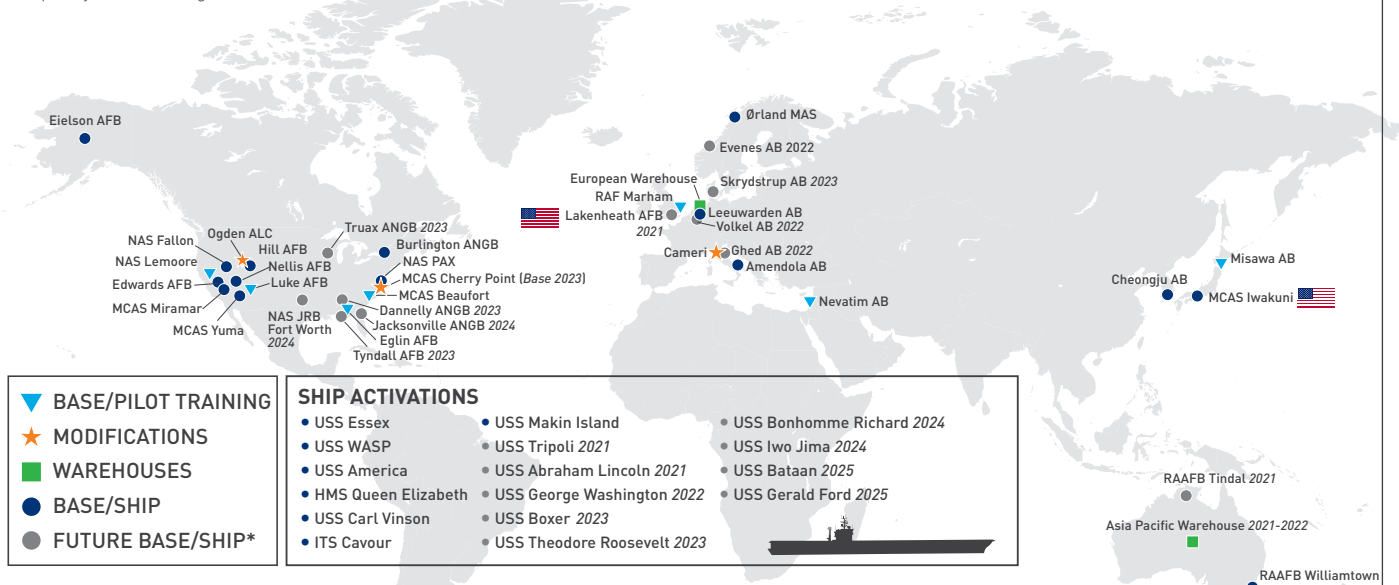 Eielson AFB
Ørland MAS
Evenes AB 2022
European Warehouse
Skrydstrup AB 2023
RAF Marham
Lakenheath AFB
2021
Leeuwarden AB
Volkel AB 2022
Cameri
Ghed AB 2022
Amendola AB
Nevatim AB
Misawa AB
Cheongju AB
MCAS Iwakuni
NAS Fallon
Ogden ALC
Hill AFB
NAS Lemoore
Nellis AFB
Edwards AFB
Luke AFB
MCAS Miramar
MCAS Yuma
Truax ANGB 2023
Burlington ANGB
NAS PAX
MCAS Cherry Point (Base 2023)
MCAS Beaufort
NAS JRB
Fort Worth
2024
Dannelly ANGB 2023
Jacksonville ANGB 2024
Eglin AFB
Tyndall AFB 2023
BASE/PILOT TRAINING
MODIFICATIONS
WAREHOUSES
BASE/SHIP
FUTURE BASE/SHIP*
SHIP ACTIVATIONS
USS Essex
USS WASP
USS America
HMS Queen Elizabeth
USS Carl Vinson
ITS Cavour
USS Makin Island
USS Tripoli 2021
USS Abraham Lincoln 2021
USS George Washington 2022
USS Boxer 2023
USS Theodore Roosevelt 2023
USS Bonhomme Richard 2024
USS Iwo Jima 2024
USS Bataan 2025
USS Gerald Ford 2025
RAAFB Tindal 2021
Asia Pacific Warehouse 2021-2022
RAAFB Williamtown